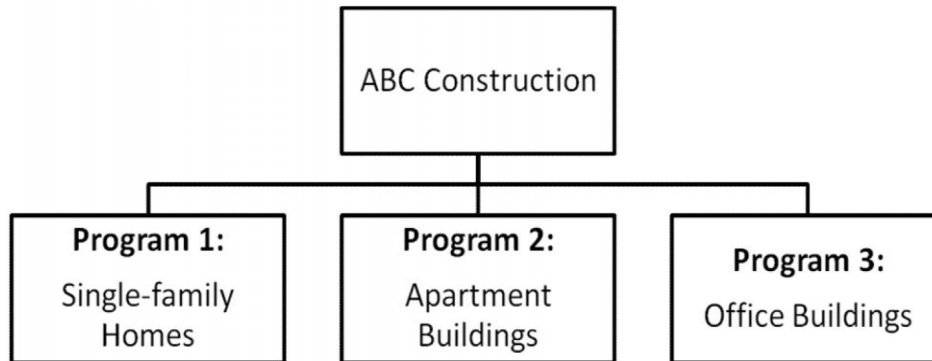 ABC Construction
Program 1:
Single-family
Homes
Program 2:
Apartment
Buildings
Program 3:
Office Buildings